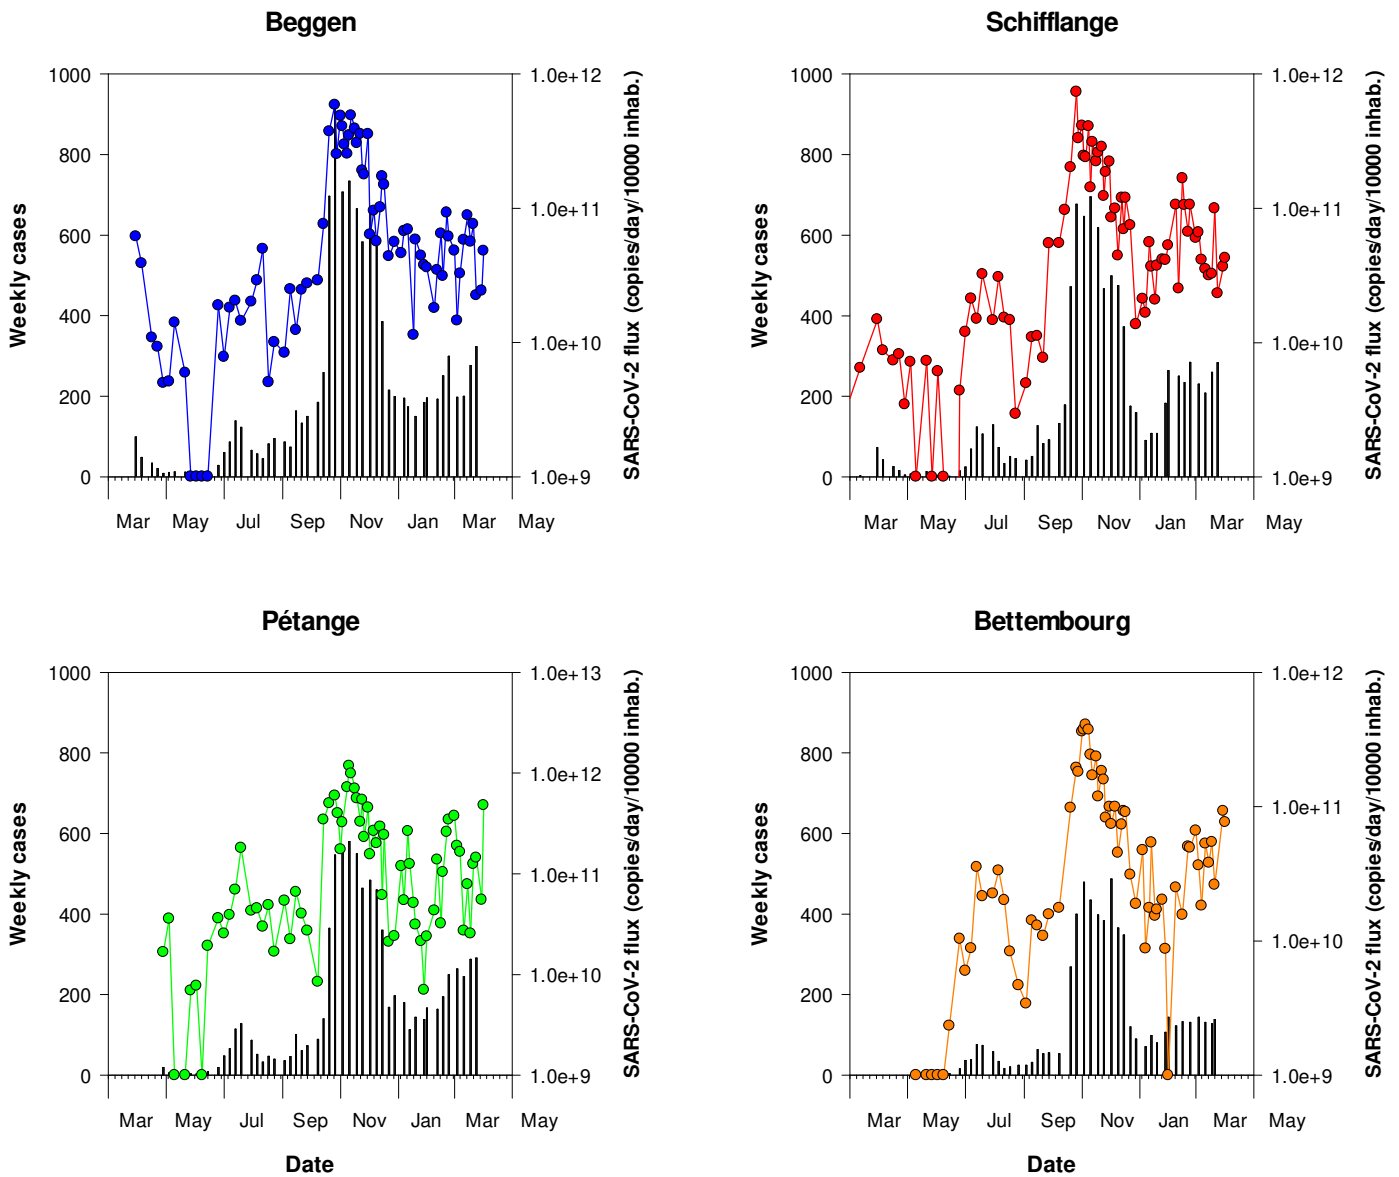 Beggen
Schifflange
1000
800
600
400
200
0
Weekly cases
1.0e+12
1.0e+11
1.0e+10
1.0e+9
SARS-CoV-2 flux (copies/day/10000 inhab.)
Mar May Jul Sep Nov Jan Mar May
1000
800
600
400
200
0
Weekly cases
1.0e+12
1.0e+11
1.0e+10
1.0e+9
SARS-CoV-2 flux (copies/day/10000 inhab.)
Mar May Jul Sep Nov Jan Mar May
Pétange
Bettembourg
1000
800
600
400
200
0
Weekly cases
1.0e+13
1.0e+12
1.0e+11
1.0e+10
1.0e+9
SARS-CoV-2 flux (copies/day/10000 inhab.)
Mar May Jul Sep Nov Jan Mar May
Date
1000
800
600
400
200
0
Weekly cases
1.0e+12
1.0e+11
1.0e+10
1.0e+9
SARS-CoV-2 flux (copies/day/10000 inhab.)
Mar May Jul Sep Nov Jan Mar May
Date